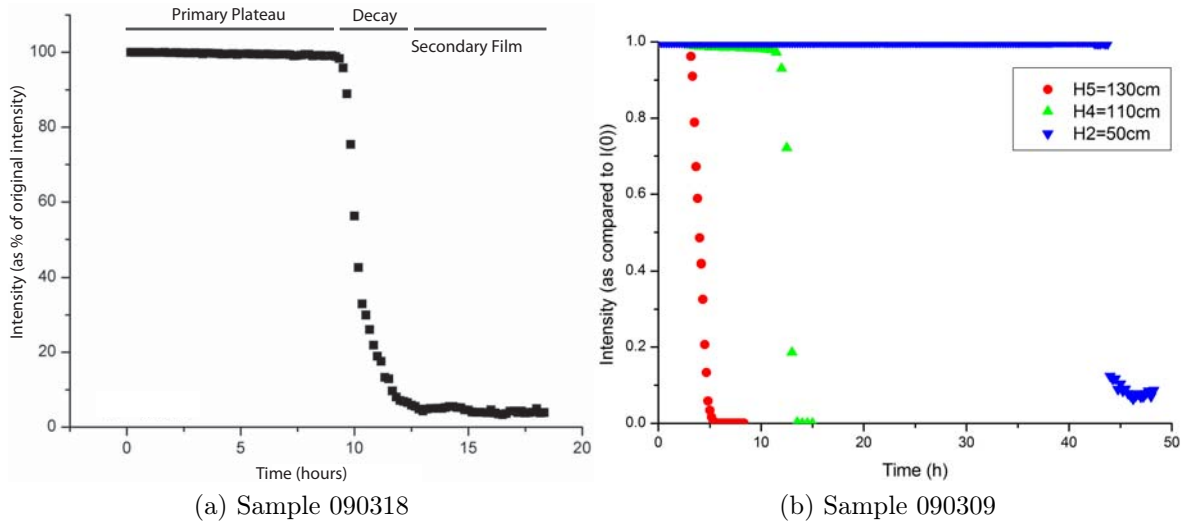 Primary Plateau
Decay
Secondary Film
Intensity (as % of original intensity)
100
80
60
40
20
0
0
5
10
15
20
Time (hours)
(a) Sample 090318
Intensity (as compared to I(0))
1.0
0.8
0.6
0.4
0.2
0.0
H5=130cm
H4=110cm
H2=50cm
0
10
20
30
40
50
Time (h)
(b) Sample 090309